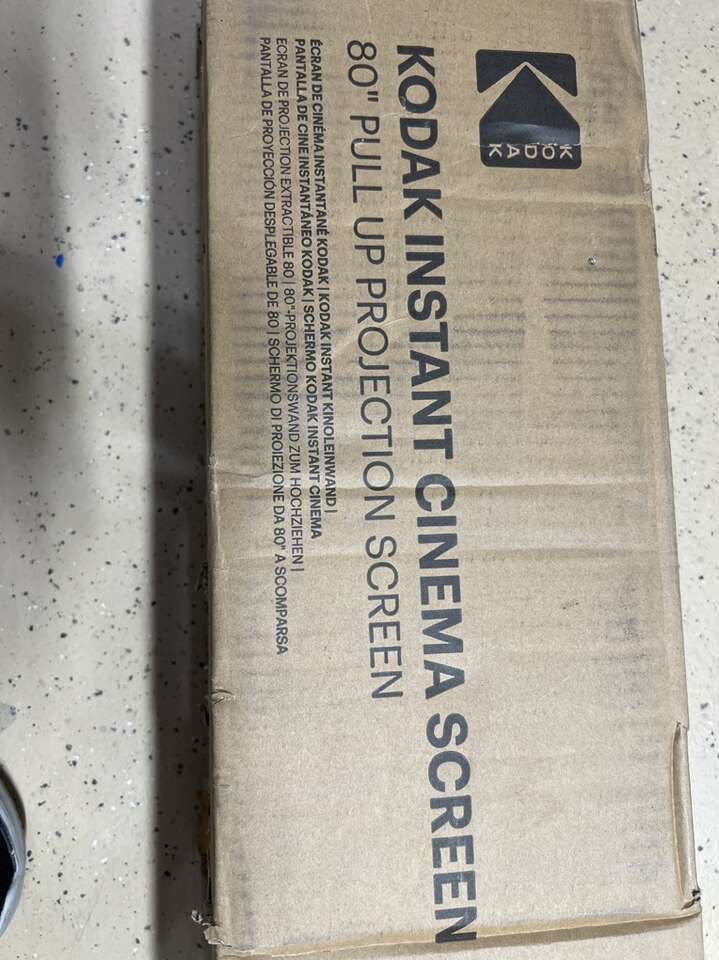 KODAK
KODAK INSTANT CINEMA SCREEN
80" PULL UP PROJECTION SCREEN
ÉCRAN DE CINÉMA INSTANTANÉ KODAK | KODAK INSTANT KINOLEINWAND |
PANTALLA DE CINE INSTANTÁNEO KODAK | SCHERMO KODAK INSTANT CINEMA
ECRAN DE PROJECTION EXTRACTIBLE 80 | 80"-PROJEKTIONSWAND ZUM HOCHZIEHEN |
PANTALLA DE PROYECCIÓN DESPLEGABLE DE 80 | SCHERMO DI PROIEZIONE DA 80" A SCOMPARSA